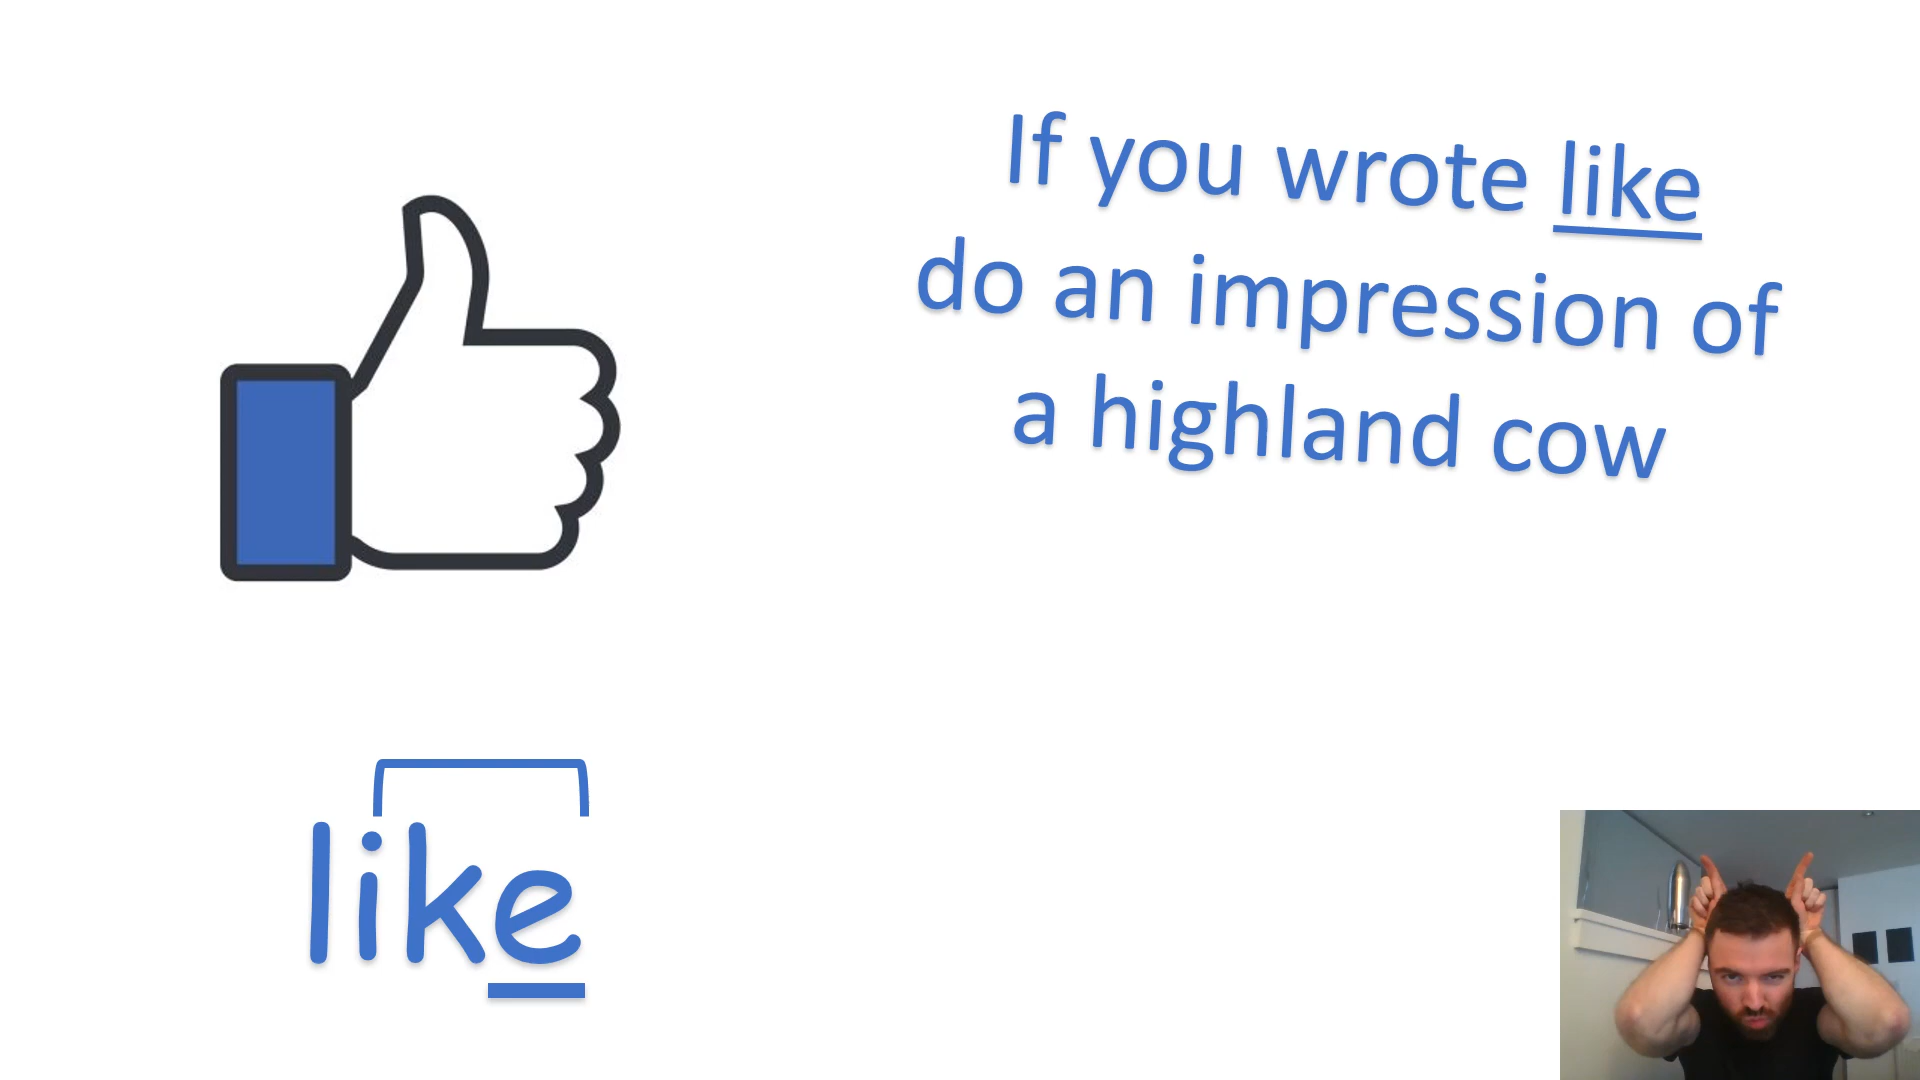 If you wrote like
do an impression of
a highland cow
like